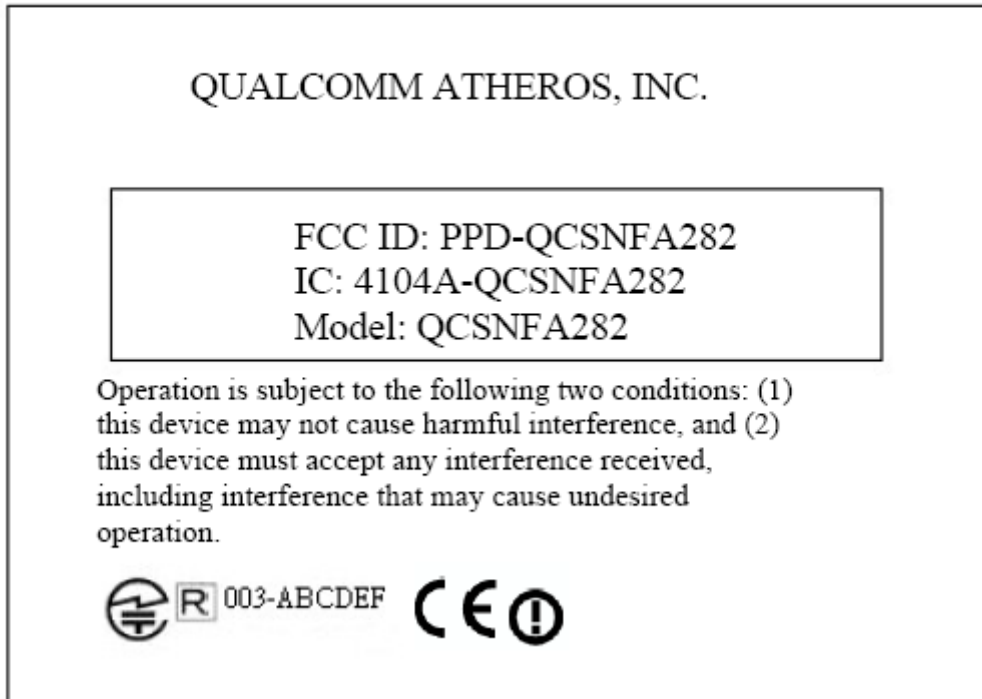 QUALCOMM ATHEROS, INC.
FCC ID: PPD-QCSNFA282
IC: 4104A-QCSNFA282
Model: QCSNFA282
Operation is subject to the following two conditions: (1)
this device may not cause harmful interference, and (2)
this device must accept any interference received,
including interference that may cause undesired
operation.
R 003-ABCDEF CE